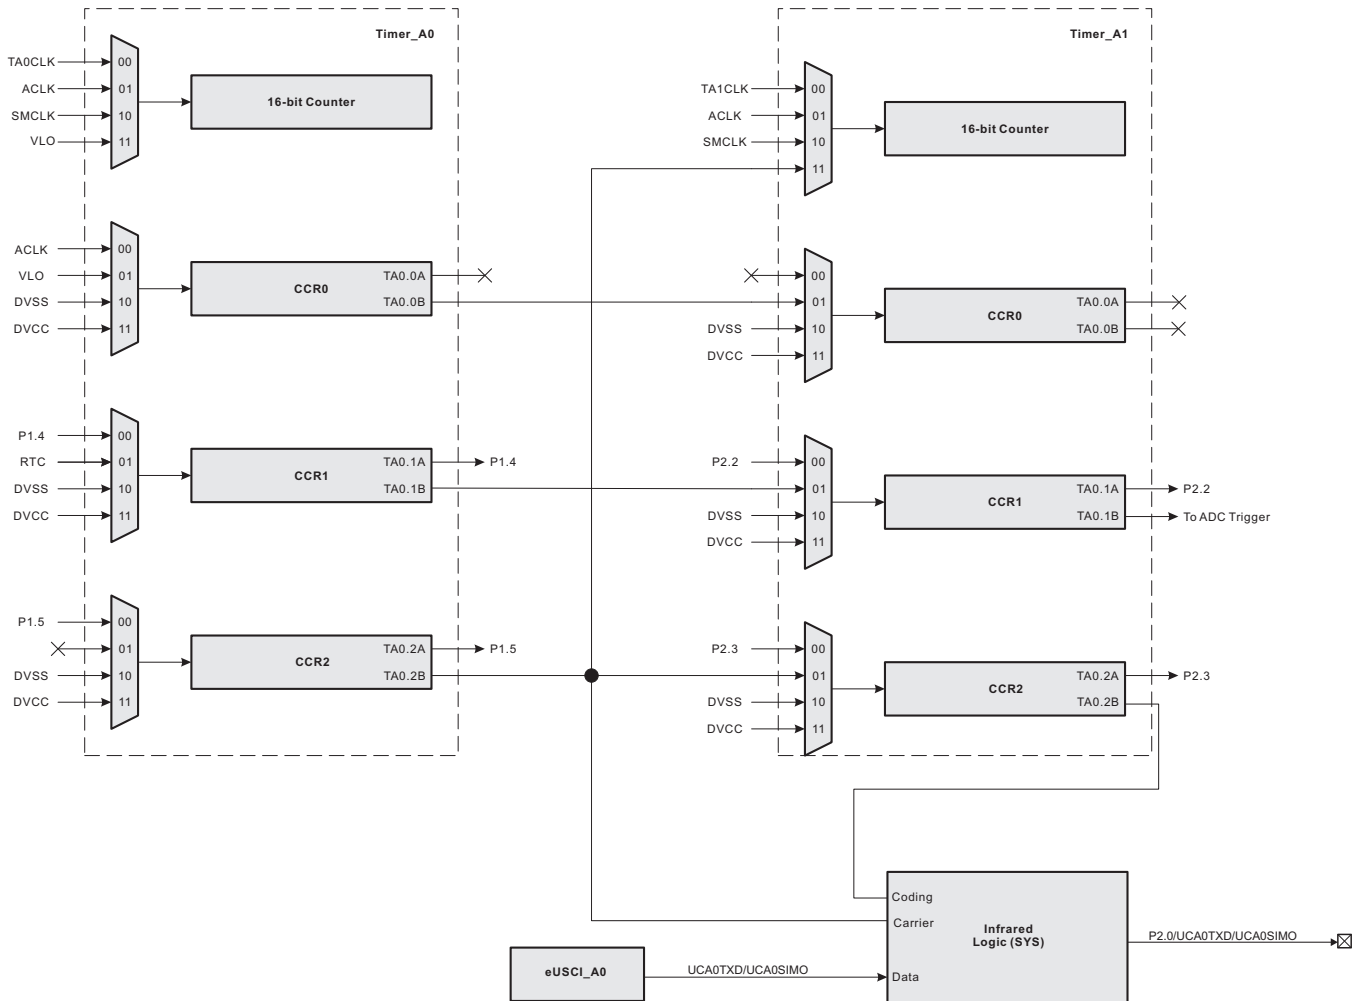 Timer_A0
TA0CLK
ACLK
SMCLK
VLO
00
01
10
11
16-bit Counter
ACLK
VLO
DVSS
DVCC
00
01
10
11
CCR0
TA0.0A
TA0.0B
P1.4
RTC
DVSS
DVCC
00
01
10
11
CCR1
TA0.1A
TA0.1B
P1.4
P1.5
DVSS
DVCC
00
01
10
11
CCR2
TA0.2A
TA0.2B
P1.5
Timer_A1
TA1CLK
ACLK
SMCLK
00
01
10
11
16-bit Counter
DVSS
DVCC
00
01
10
11
CCR0
TA0.0A
TA0.0B
P2.2
DVSS
DVCC
00
01
10
11
CCR1
TA0.1A
TA0.1B
P2.2
To ADC Trigger
P2.3
DVSS
DVCC
00
01
10
11
CCR2
TA0.2A
TA0.2B
P2.3
Coding
Carrier
Data
Infrared
Logic (SYS)
eUSCI_A0
UCA0TXD/UCA0SIMO
P2.0/UCA0TXD/UCA0SIMO